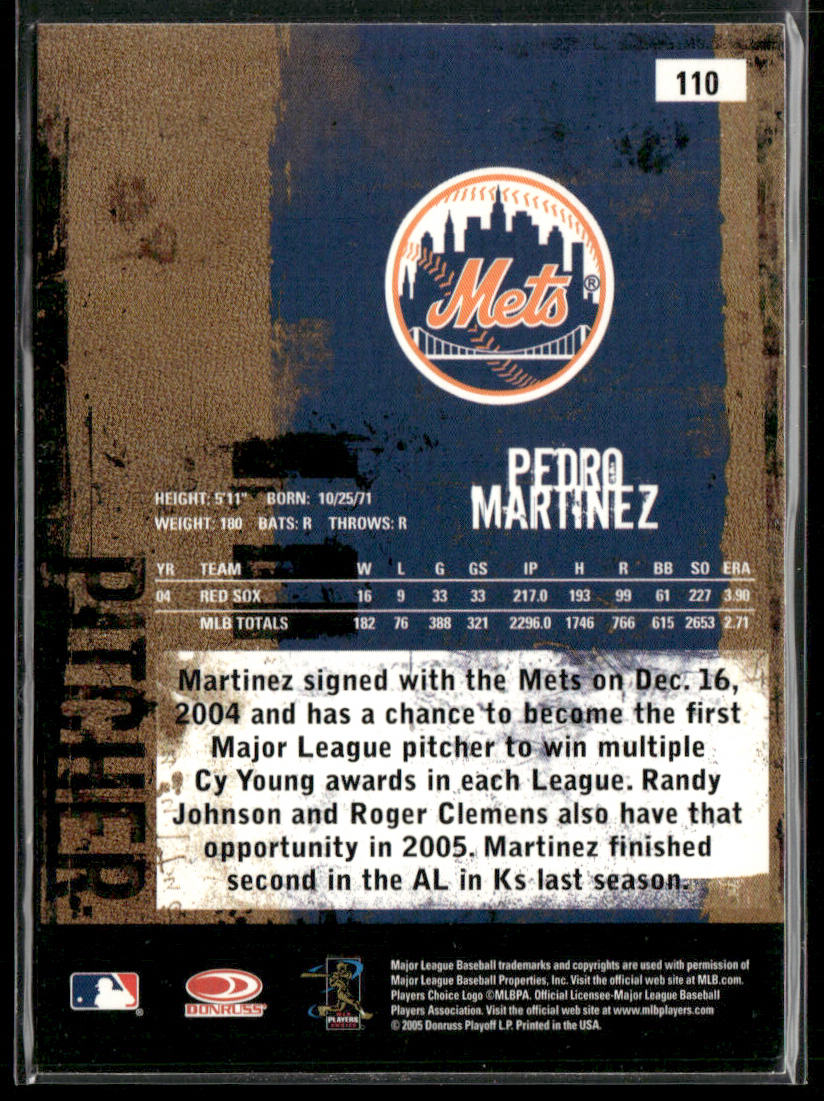 110
Mets ®
PEDRO
MARTINEZ
HEIGHT: 5'11" BORN: 10/25/71
WEIGHT: 180 BATS: R THROWS: R
YR TEAM W L G GS IP H R BB SO ERA
04 RED SOX 16 9 33 33 217.0 193 99 61 227 3.90
MLB TOTALS 182 76 388 321 2296.0 1746 766 615 2653 2.71
PITCHER
Martinez signed with the Mets on Dec. 16,
2004 and has a chance to become the first
Major League pitcher to win multiple
Cy Young awards in each League. Randy
Johnson and Roger Clemens also have that
opportunity in 2005. Martinez finished
second in the AL in Ks last season.
DONRUSS
MLB
PLAYERS
CHOICE
Major League Baseball trademarks and copyrights are used with permission of
Major League Baseball Properties, Inc. Visit the official web site at MLB.com.
Players Choice Logo ©MLBPA. Official Licensee-Major League Baseball
Players Association. Visit the official web site at www.mlbplayers.com
© 2005 Donruss Playoff L.P. Printed in the USA.